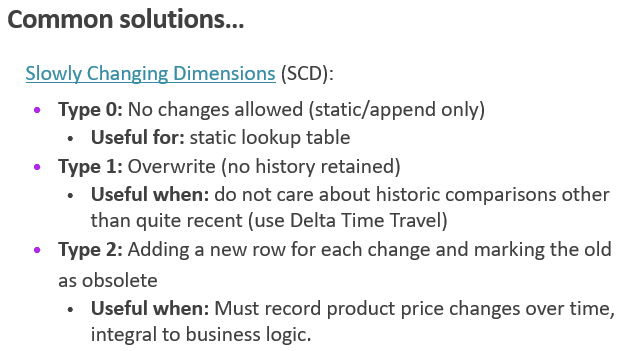 Common solutions...
Slowly Changing Dimensions (SCD):
• Type 0: No changes allowed (static/append only)
• Useful for: static lookup table
• Type 1: Overwrite (no history retained)
• Useful when: do not care about historic comparisons other
than quite recent (use Delta Time Travel)
• Type 2: Adding a new row for each change and marking the old
as obsolete
• Useful when: Must record product price changes over time,
integral to business logic.